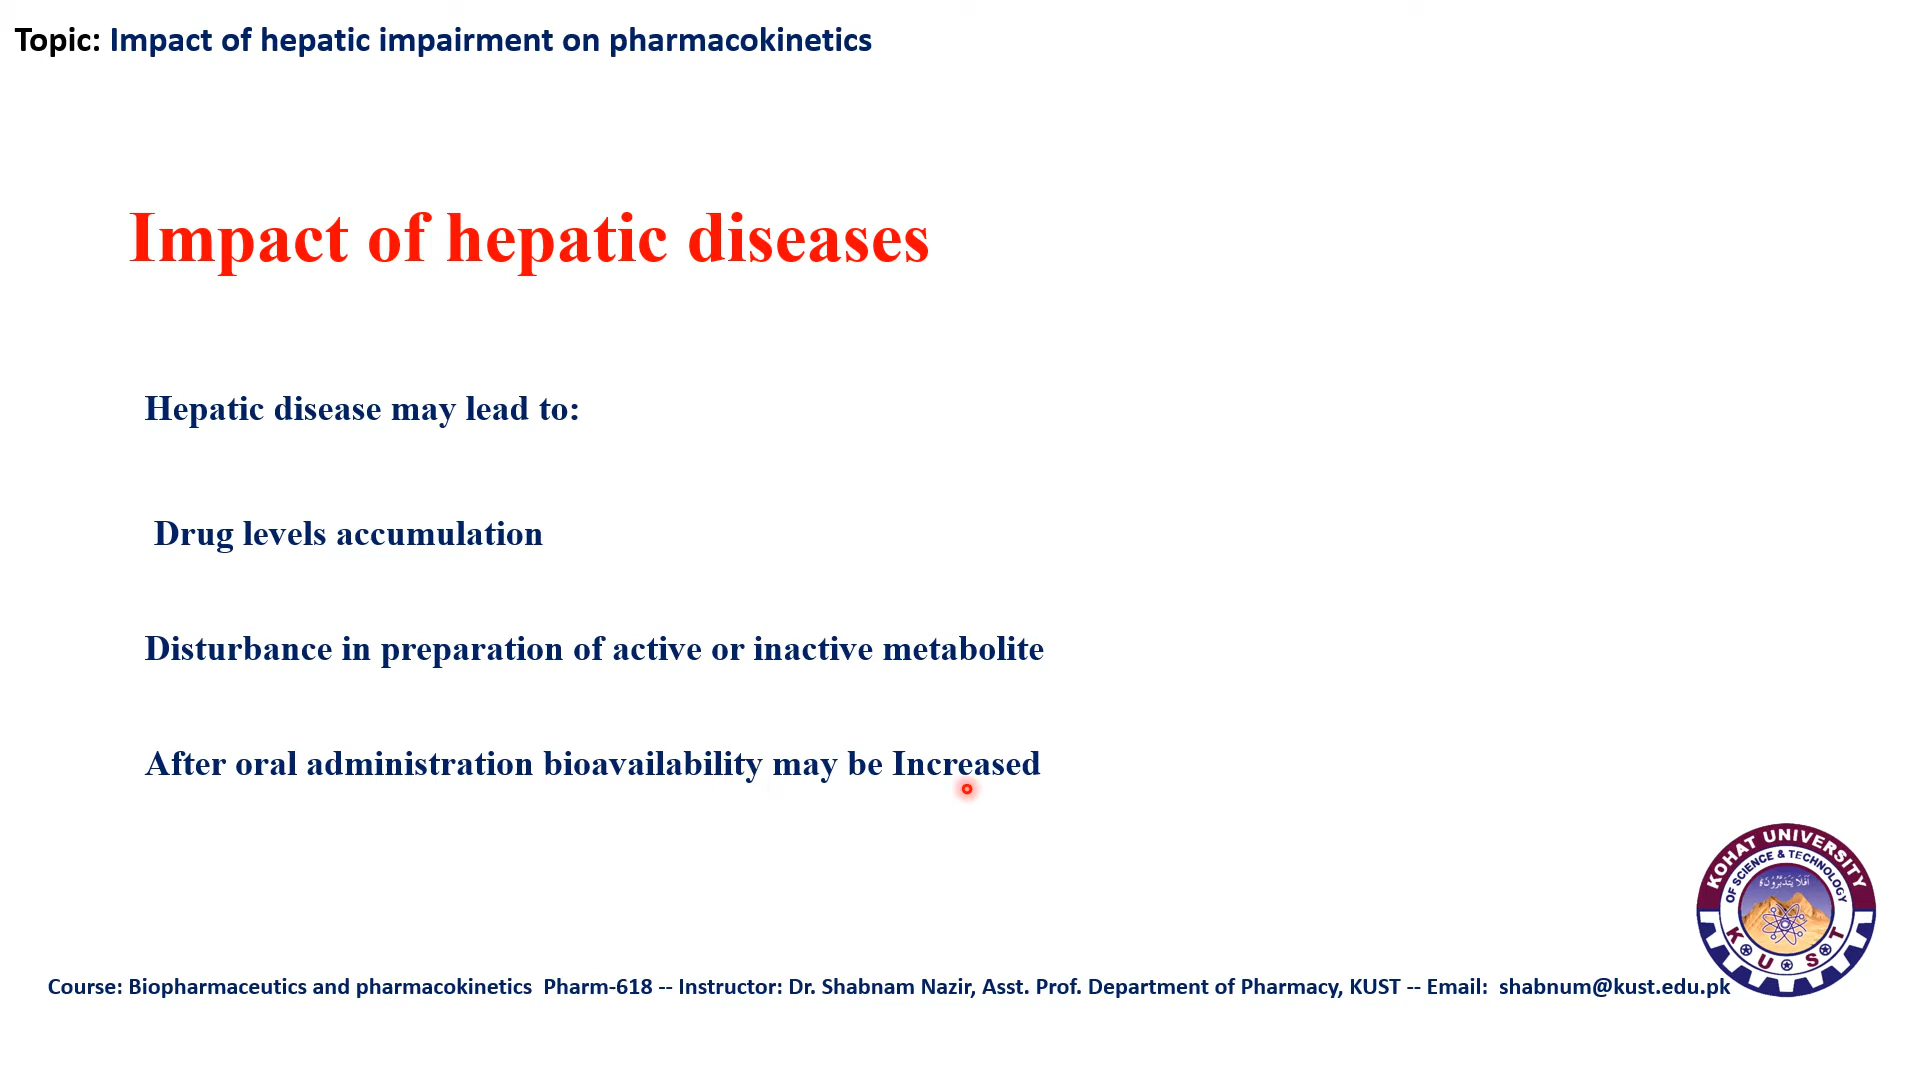 Topic: Impact of hepatic impairment on pharmacokinetics
Impact of hepatic diseases
Hepatic disease may lead to:
Drug levels accumulation
Disturbance in preparation of active or inactive metabolite
After oral administration bioavailability may be Increased
KOHAT UNIVERSITY
OF SCIENCE & TECHNOLOGY
K U S T
Course: Biopharmaceutics and pharmacokinetics Pharm-618 -- Instructor: Dr. Shabnam Nazir, Asst. Prof. Department of Pharmacy, KUST -- Email: shabnum@kust.edu.pk